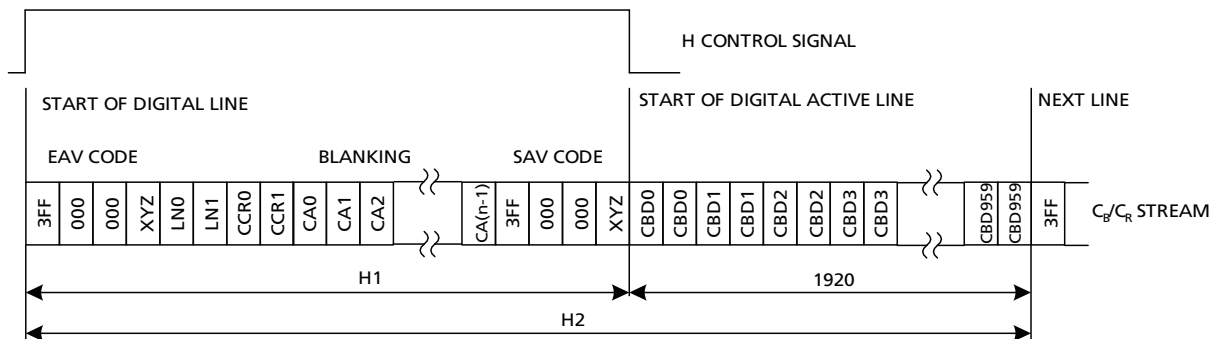 H CONTROL SIGNAL
START OF DIGITAL LINE
START OF DIGITAL ACTIVE LINE
NEXT LINE
EAV CODE
BLANKING
SAV CODE
3FF 000 000 XYZ LN0 LN1 CCR0 CCR1 CA0 CA1 CA2 CA(n-1) 3FF 000 000 XYZ CBD0 CBD0 CBD1 CBD1 CBD2 CBD2 CBD3 CBD3 CBD959 CBD959 3FF
CB/CR STREAM
H1
1920
H2